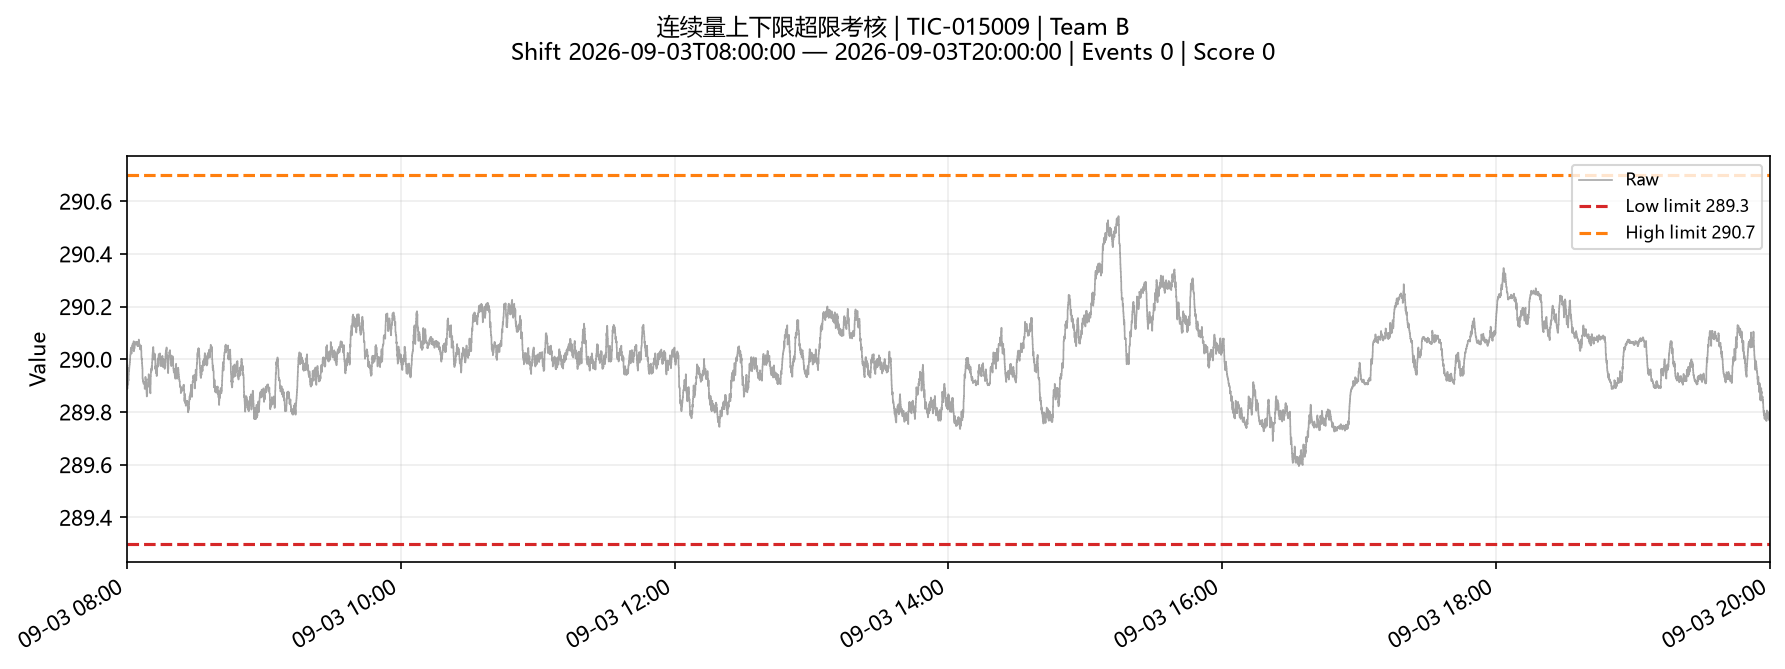 连续量上下限超限考核 | TIC-015009 | Team B
Shift 2026-09-03T08:00:00 — 2026-09-03T20:00:00 | Events 0 | Score 0
Raw
Low limit 289.3
High limit 290.7
Value
290.6
290.4
290.2
290.0
289.8
289.6
289.4
09-03 08:00
09-03 10:00
09-03 12:00
09-03 14:00
09-03 16:00
09-03 18:00
09-03 20:00